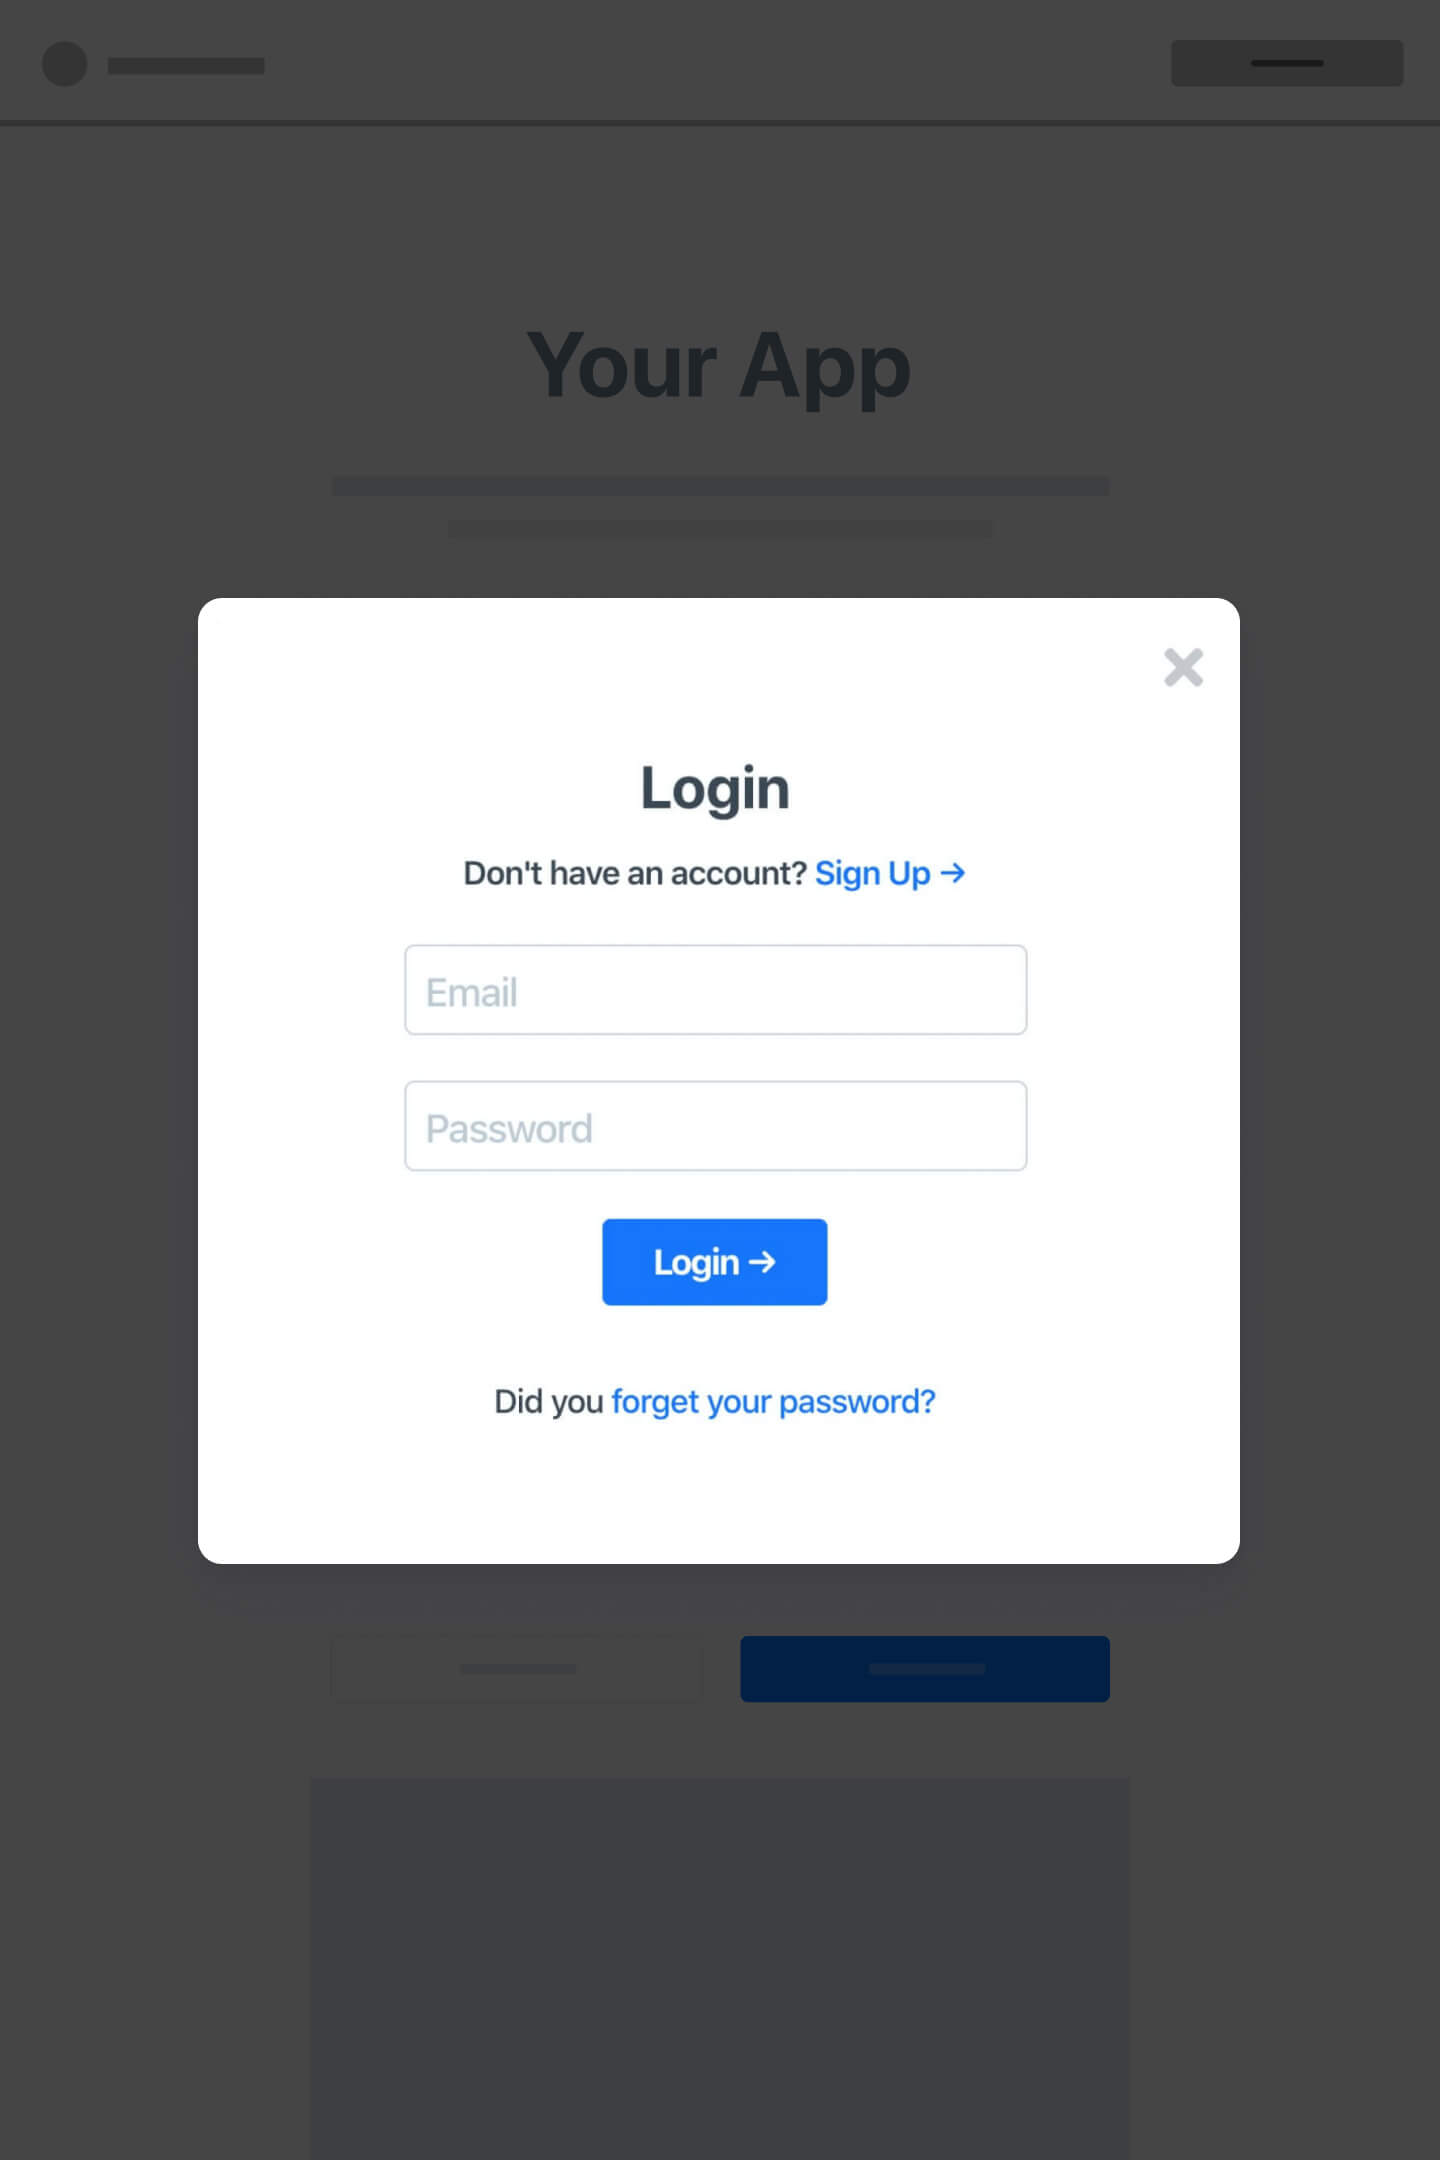 Your App
Login
Don't have an account? Sign Up →
Email
Password
Login →
Did you forget your password?